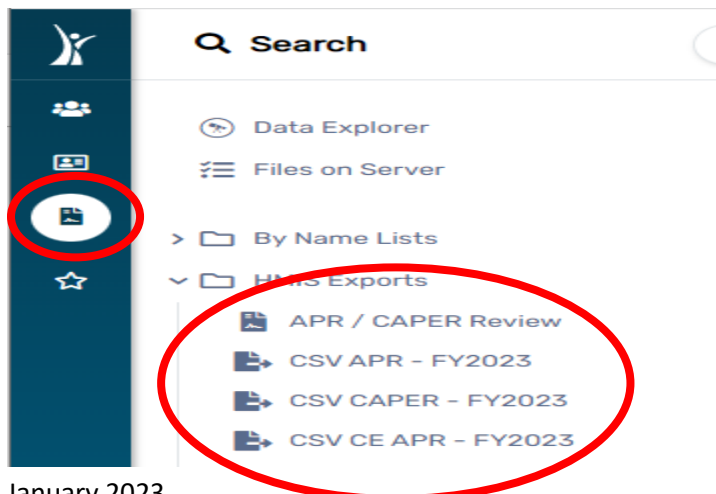 Search
Data Explorer
Files on Server
By Name Lists
HMIS Exports
APR / CAPER Review
CSV APR - FY2023
CSV CAPER - FY2023
CSV CE APR - FY2023
January 2023